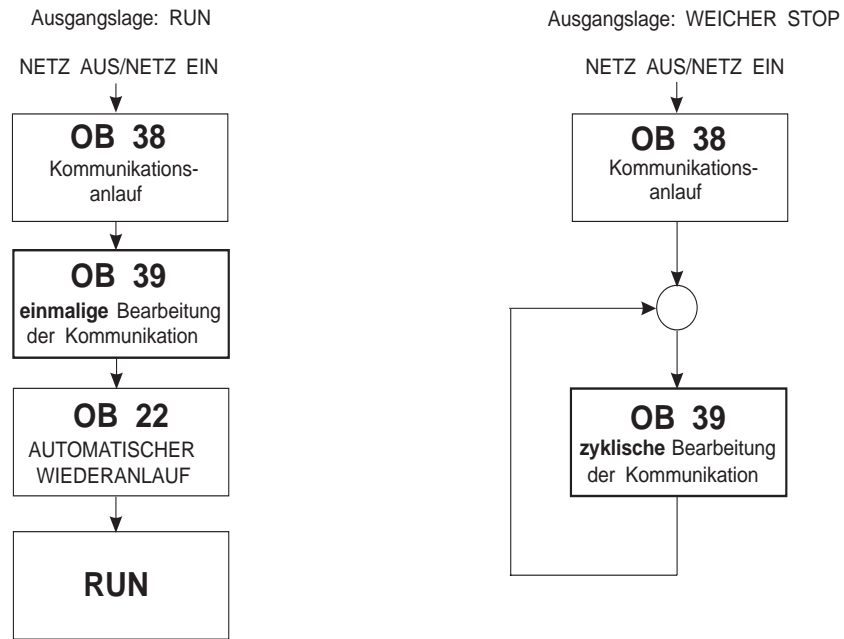 Ausgangslage: RUN
NETZ AUS/NETZ EIN
OB 38
Kommunikations-
anlauf
OB 39
einmalige Bearbeitung
der Kommunikation
OB 22
AUTOMATISCHER
WIEDERANLAUF
RUN
Ausgangslage: WEICHER STOP
NETZ AUS/NETZ EIN
OB 38
Kommunikations-
anlauf
OB 39
zyklische Bearbeitung
der Kommunikation